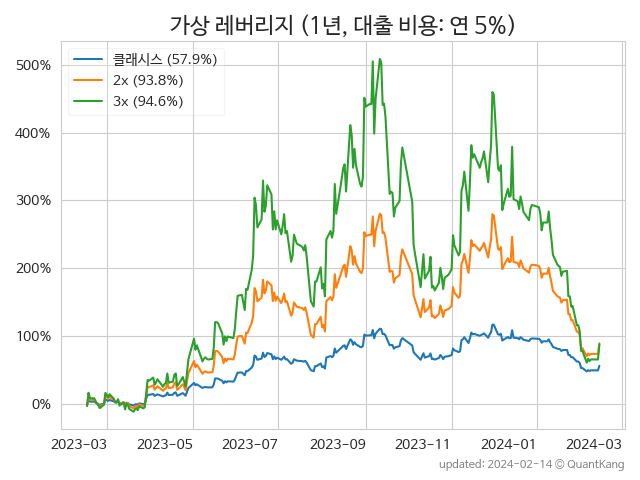 가상 레버리지 (1년, 대출 비용: 연 5%)
클래시스 (57.9%)
2x (93.8%)
3x (94.6%)
500%
400%
300%
200%
100%
0%
2023-03 2023-05 2023-07 2023-09 2023-11 2024-01 2024-03
updated: 2024-02-14 © QuantKang